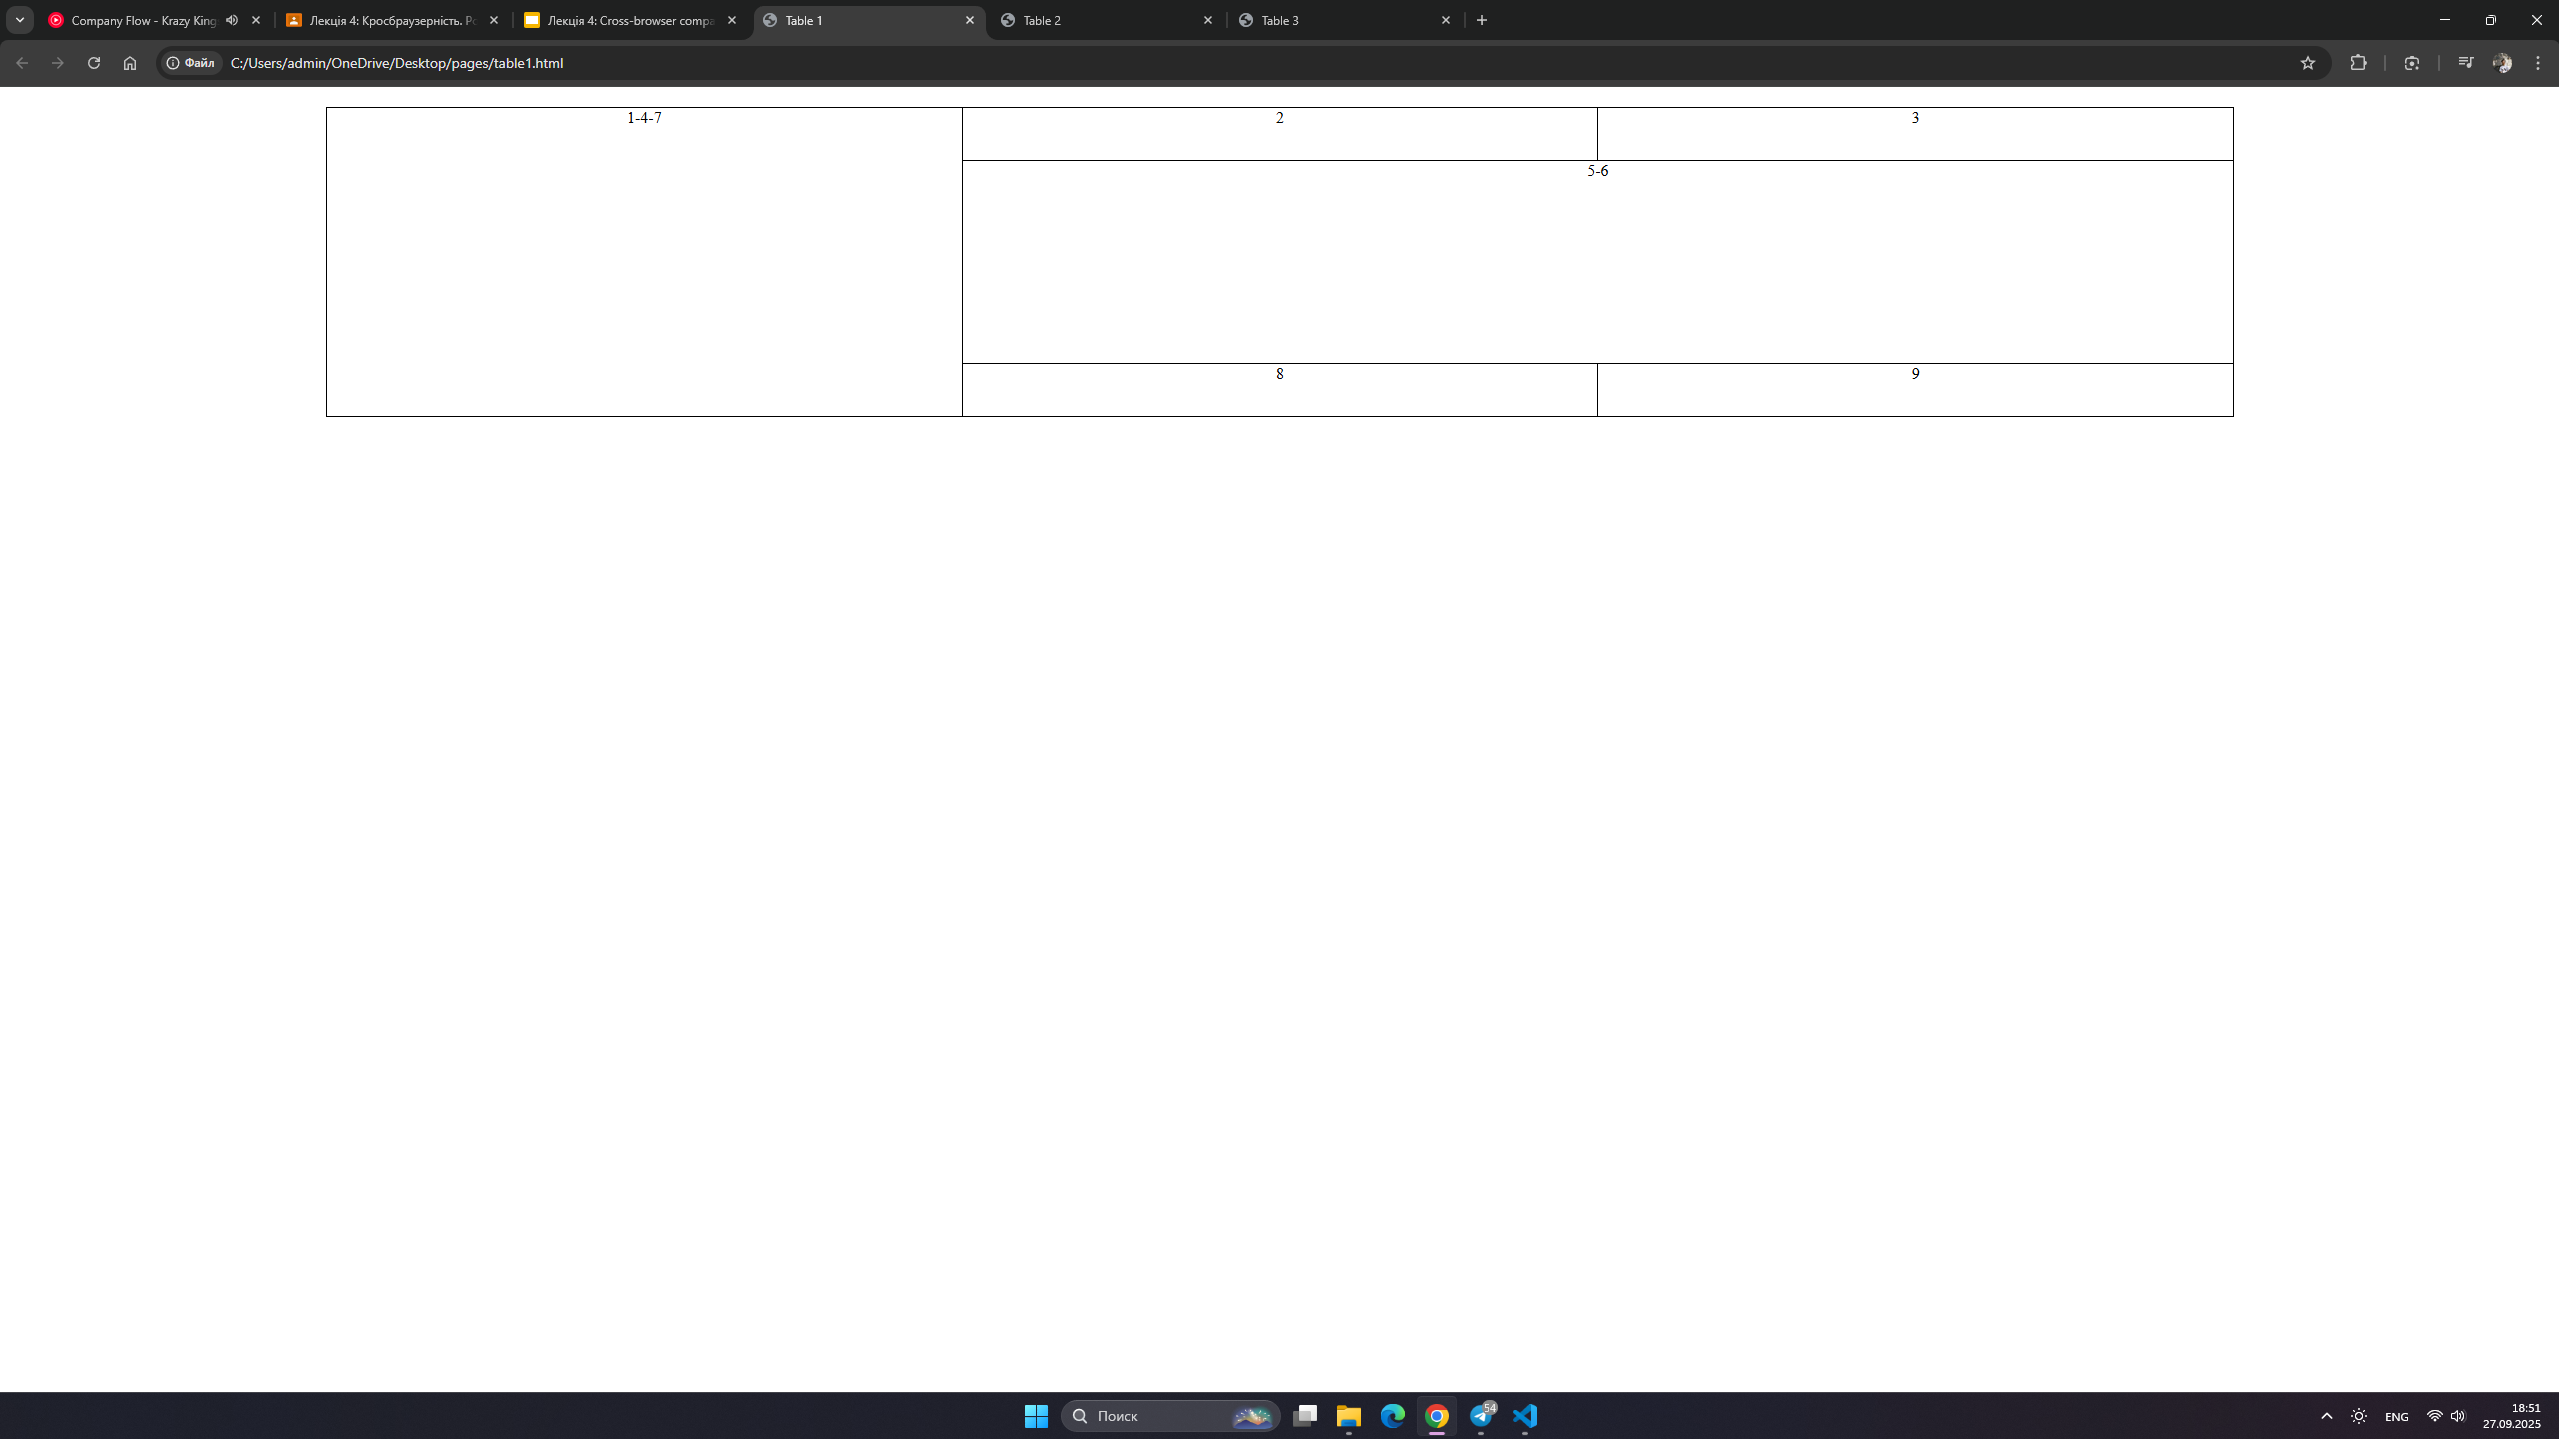 Company Flow - Krazy King
Лекція 4: Кросбраузерність. Ро
Лекція 4: Cross-browser compa
Table 1
Table 2
Table 3
Файл
C:/Users/admin/OneDrive/Desktop/pages/table1.html
1-4-7
2
3
5-6
8
9
Поиск
54
ENG
18:51
27.09.2025